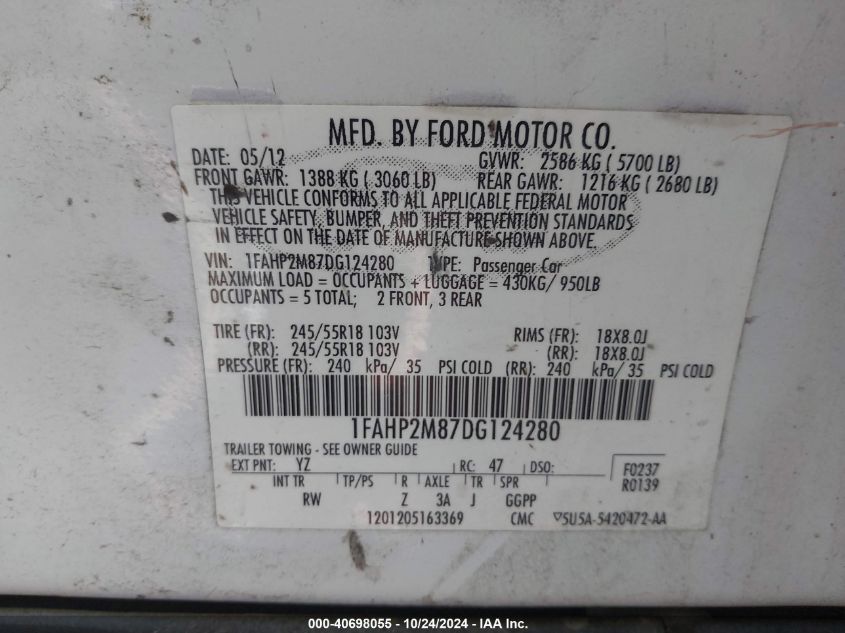 MFD. BY FORD MOTOR CO.
DATE: 05/12 GVWR: 2586 KG ( 5700 LB)
FRONT GAWR: 1388 KG ( 3060 LB) REAR GAWR: 1216 KG ( 2680 LB)
THIS VEHICLE CONFORMS TO ALL APPLICABLE FEDERAL MOTOR
VEHICLE SAFETY, BUMPER, AND THEFT PREVENTION STANDARDS
IN EFFECT ON THE DATE OF MANUFACTURE SHOWN ABOVE.
VIN: 1FAHP2M87DG124280 TYPE: Passenger Car
MAXIMUM LOAD = OCCUPANTS + LUGGAGE = 430KG/ 950LB
OCCUPANTS = 5 TOTAL; 2 FRONT, 3 REAR
TIRE (FR): 245/55R18 103V RIMS (FR): 18X8.0J
(RR): 245/55R18 103V (RR): 18X8.0J
PRESSURE (FR): 240 kPa/ 35 PSI COLD (RR): 240 kPa/ 35 PSI COLD
1FAHP2M87DG124280
TRAILER TOWING - SEE OWNER GUIDE
EXT PNT: YZ RC: 47 DSO: F0237
R0139
INT TR TP/PS R AXLE TR SPR
RW Z 3A J GGPP
1201205163369 CMC 5U5A-5420472-AA
000-40698055 - 10/24/2024 - IAA Inc.